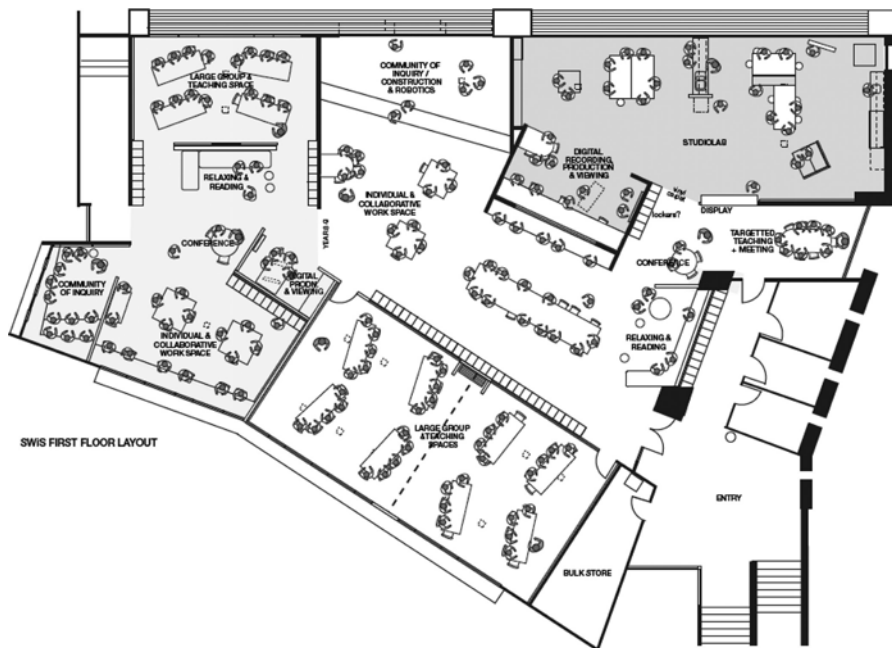 LARGE GROUP &
TEACHING SPACE
COMMUNITY OF
INQUIRY /
CONSTRUCTION
& ROBOTICS
STUDIOLAB
DIGITAL
RECORDING,
PRODUCTION
& VIEWING
RELAXING &
READING
INDIVIDUAL &
COLLABORATIVE
WORK SPACE
lockers?
DISPLAY
TARGETTED
TEACHING
+ MEETING
CONFERENCE
CONFERENCE
COMMUNITY
OF INQUIRY
DIGITAL
PRODN
& VIEWING
INDIVIDUAL &
COLLABORATIVE
WORK SPACE
RELAXING &
READING
LARGE GROUP
& TEACHING
SPACES
SWiS FIRST FLOOR LAYOUT
ENTRY
BULK STORE